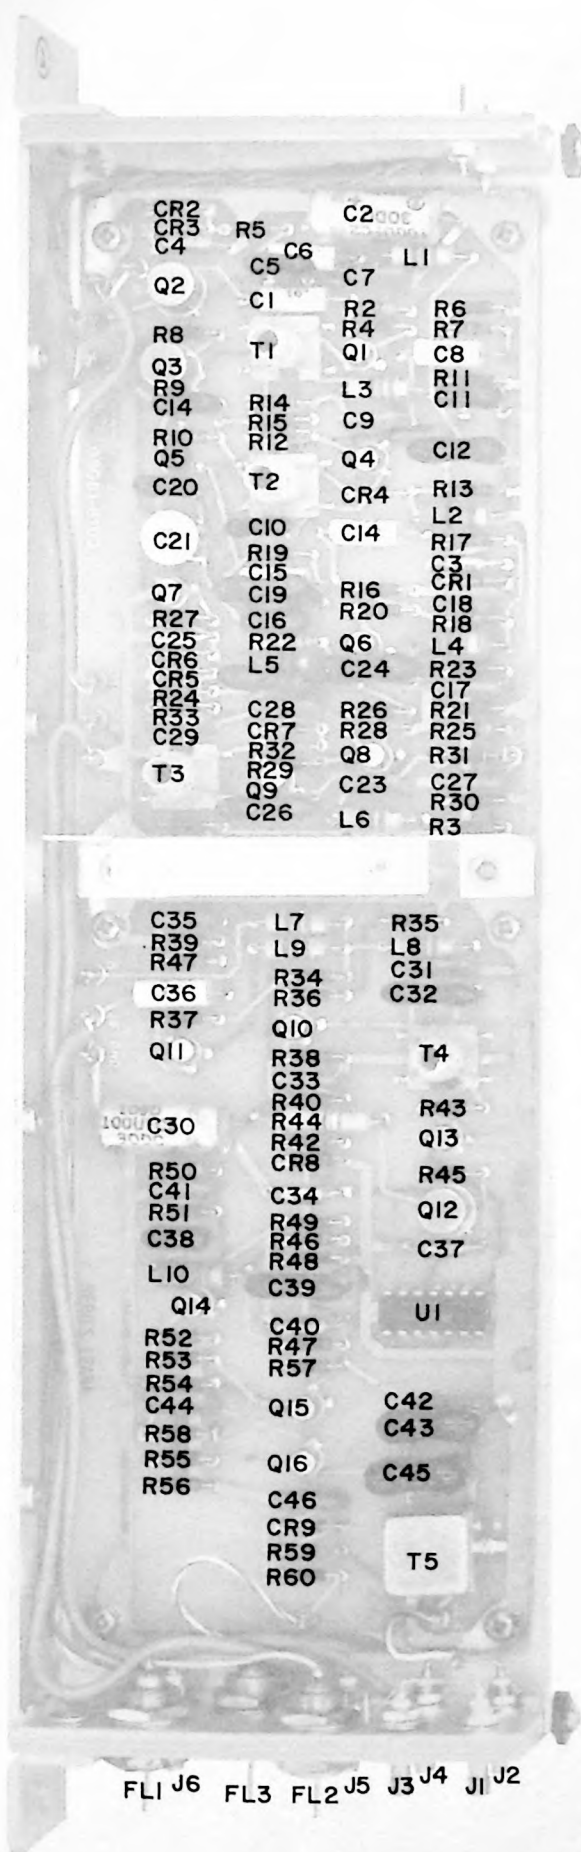 CR2
CR3 R5 C2
C4 C6 L1
C5 C7
Q2
C1 R2 R6
R8 T1 R4 R7
Q3 Q1 C8
R9 L3 R11
C14 R14 C9 C11
R15
R10 R12 C12
Q5 Q4
C20 T2 CR4 R13
L2
C21 C10 C14 R17
R19 C3
C15 CR1
Q7 C19 R16 C18
R27 C16 R20 R18
C25 R22 Q6 L4
CR6 L5 C24 R23
CR5 C17
R24 C28 R26 R21
R33 CR7 R28 R25
C29 R32 Q8 R31
T3 R29
Q9 C23 C27
C26 L6 R30
R3
C35 L7 R35
R39 L9 L8
R47 C31
R34 C32
C36 R36
R37
Q10
Q11 R38 T4
C33
R40 R43
100U C30 R44
30DC R42 Q13
CR8
R50 R45
C41 C34
R51 R49 Q12
C38 R46
R48 C37
L10 C39
Q14 U1
R52 C40
R53 R47
R54 R57
C44 Q15 C42
R58 C43
R55 Q16
R56 C45
C46
CR9
R59 T5
R60
FL1 J6 FL3 FL2 J5 J3 J4 J1 J2